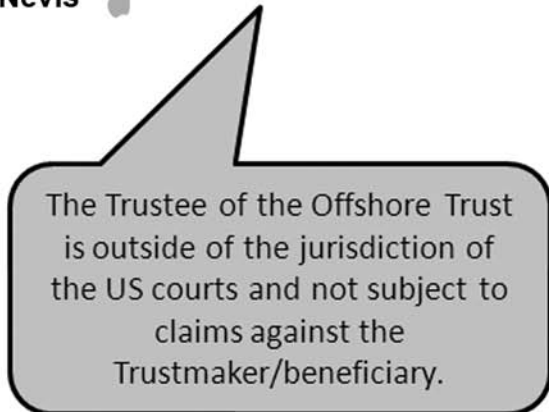 Nevis
The Trustee of the Offshore Trust
is outside of the jurisdiction of
the US courts and not subject to
claims against the
Trustmaker/beneficiary.